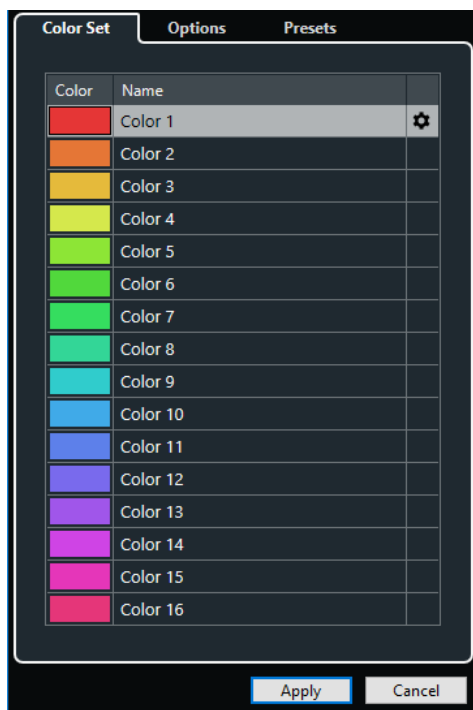 Color Set Options Presets
Color Name
Color 1
Color 2
Color 3
Color 4
Color 5
Color 6
Color 7
Color 8
Color 9
Color 10
Color 11
Color 12
Color 13
Color 14
Color 15
Color 16
Apply Cancel